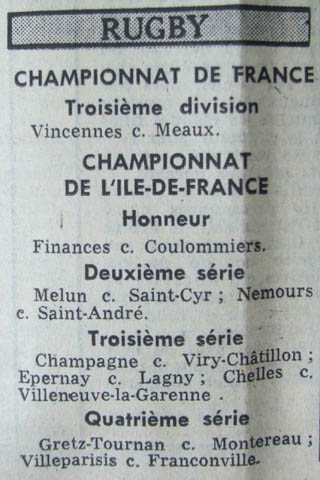 RUGBY
CHAMPIONNAT DE FRANCE
Troisième division
Vincennes c. Meaux.
CHAMPIONNAT
DE L'ILE-DE-FRANCE
Honneur
Finances c. Coulommiers.
Deuxième série
Melun c. Saint-Cyr ; Nemours
c. Saint-André.
Troisième série
Champagne c. Viry-Châtillon ;
Epernay c. Lagny ; Chelles c.
Villeneuve-la-Garenne .
Quatrième série
Gretz-Tournan c. Montereau ;
Villeparisis c. Franconville.